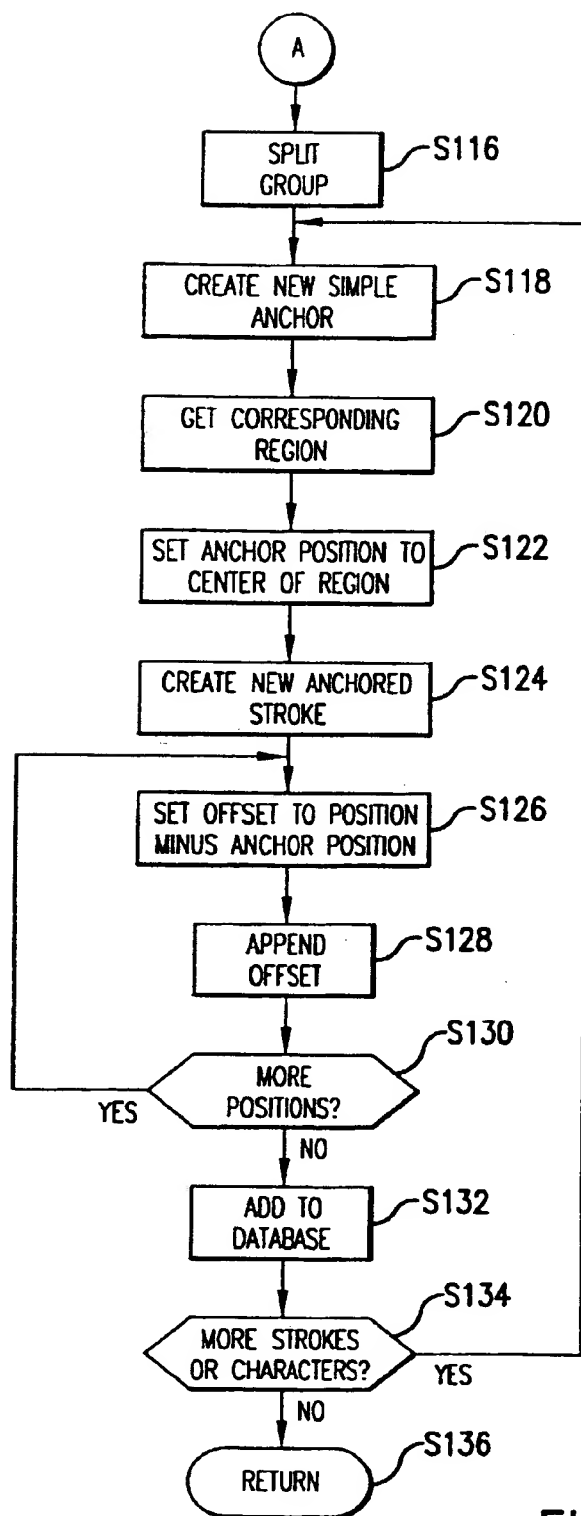 A
SPLIT
GROUP
S116
CREATE NEW SIMPLE
ANCHOR
S118
GET CORRESPONDING
REGION
S120
SET ANCHOR POSITION TO
CENTER OF REGION
S122
CREATE NEW ANCHORED
STROKE
S124
SET OFFSET TO POSITION
MINUS ANCHOR POSITION
S126
APPEND
OFFSET
S128
MORE
POSITIONS?
S130
YES
NO
ADD TO
DATABASE
S132
MORE STROKES
OR CHARACTERS?
S134
YES
NO
RETURN
S136